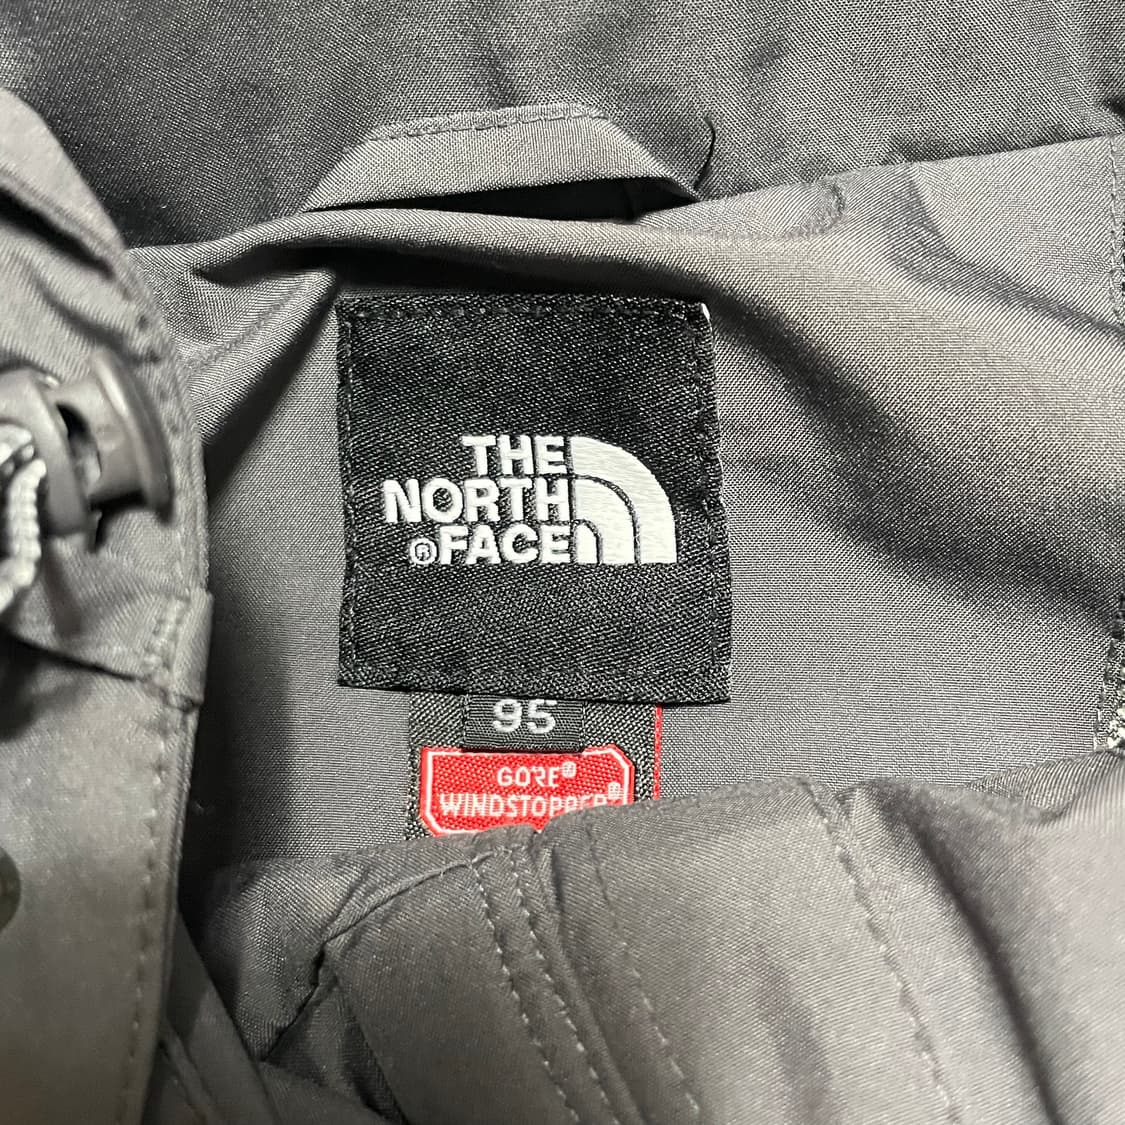 THE
NORTH
®FACE
95
GORE®
WINDSTOPPER®